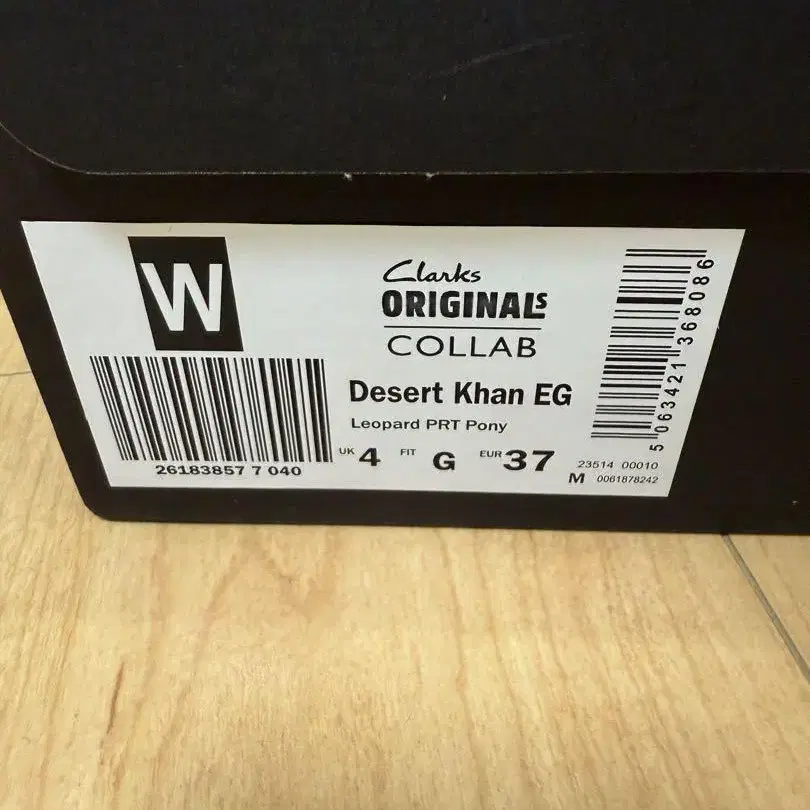 W
Clarks
ORIGINALS
COLLAB
Desert Khan EG
Leopard PRT Pony
UK 4 FIT G EUR 37
26183857 7 040
23514 00010
M 0061878242
5 063421 368086